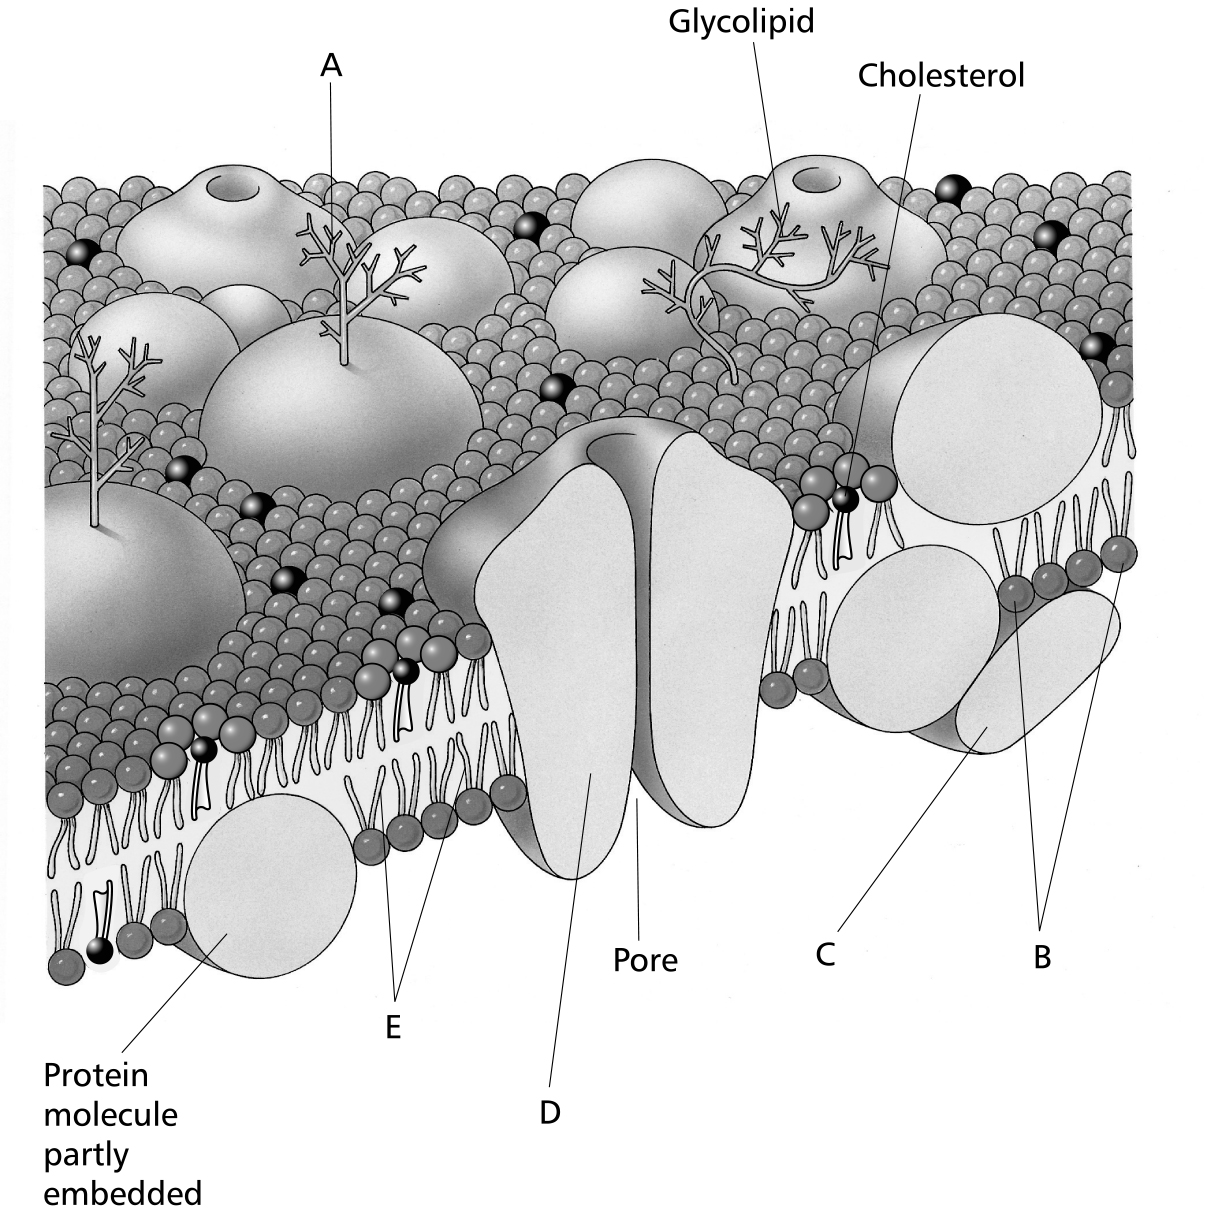 Glycolipid
A
Cholesterol
Pore
C
B
E
Protein
molecule
partly
embedded
D